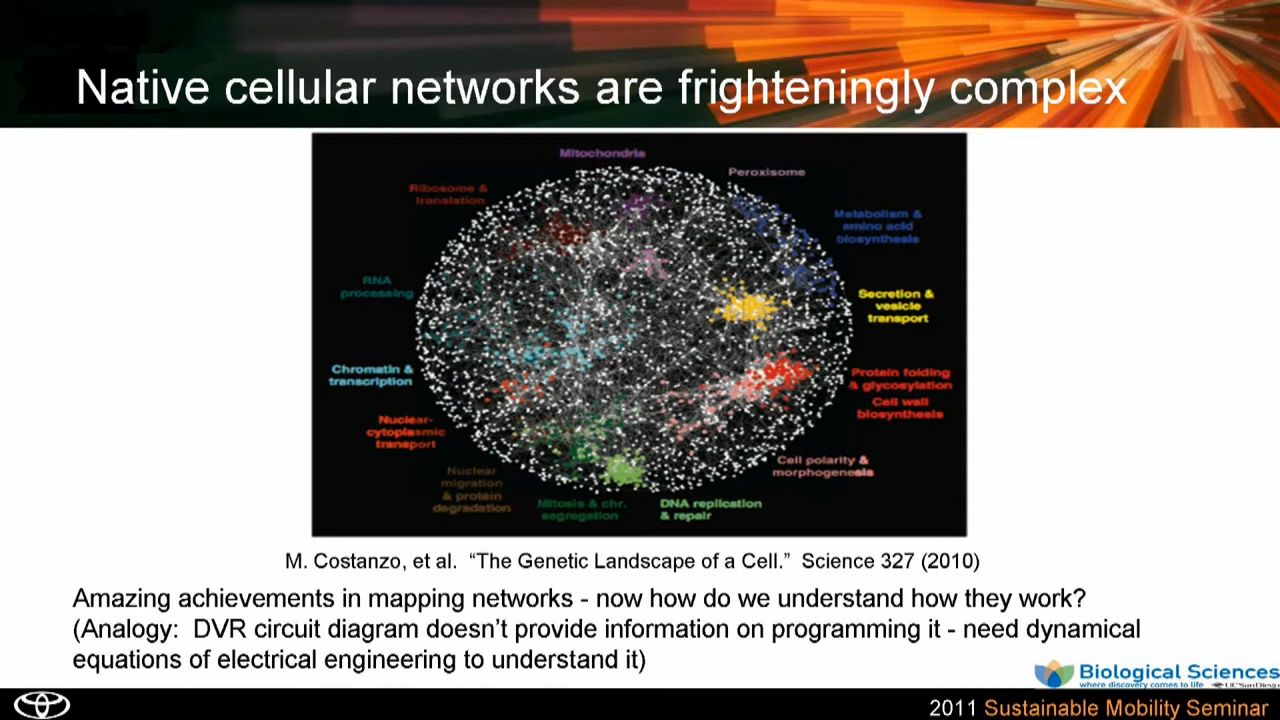 Native cellular networks are frighteningly complex
Mitochondria
Peroxisome
Ribosome &
translation
Metabolism &
amino acid
biosynthesis
RNA
processing
Secretion &
vesicle
transport
Chromatin &
transcription
Protein folding
& glycosylation
Cell wall
biosynthesis
Nuclear-
cytoplasmic
transport
Cell polarity &
morphogenesis
Nuclear
migration
& protein
degradation
Mitosis & chr.
segregation
DNA replication
& repair
M. Costanzo, et al. “The Genetic Landscape of a Cell.” Science 327 (2010)
Amazing achievements in mapping networks - now how do we understand how they work?
(Analogy: DVR circuit diagram doesn’t provide information on programming it - need dynamical
equations of electrical engineering to understand it)
Biological Sciences
where discovery comes to life UC San Diego
2011 Sustainable Mobility Seminar